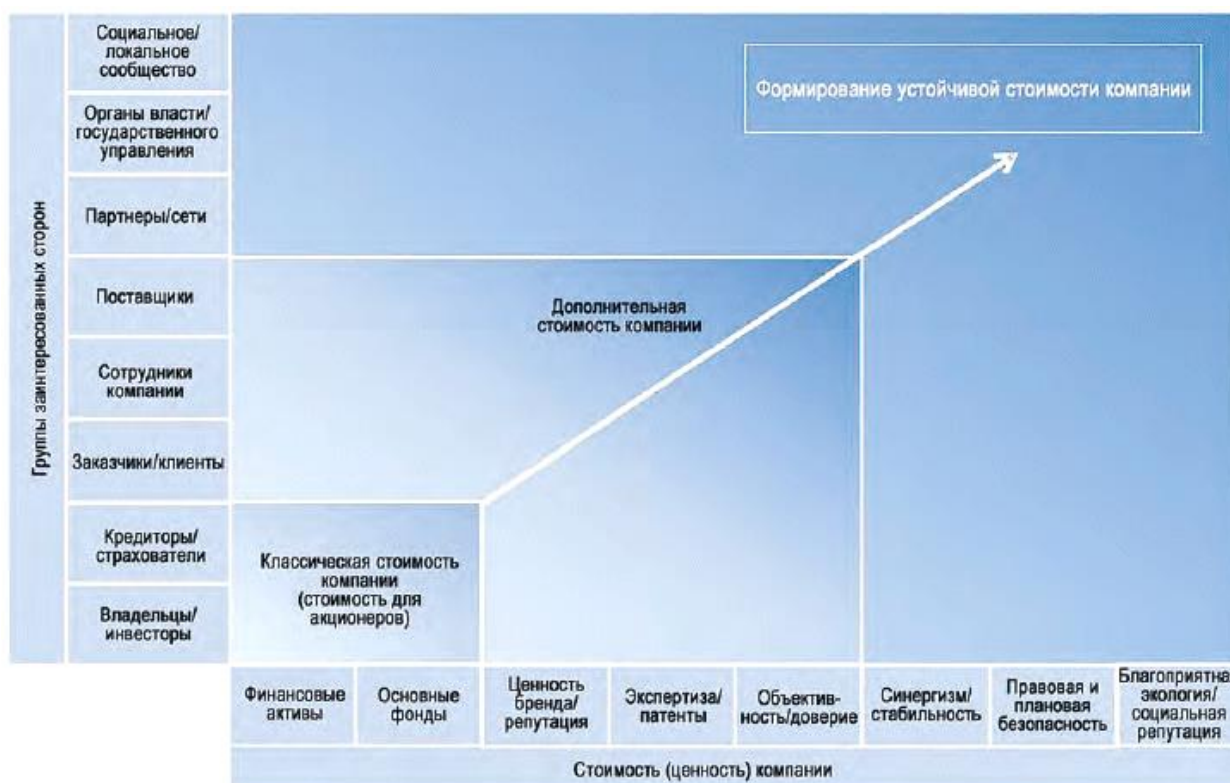 Группы заинтересованных сторон
Социальное/
локальное
сообщество
Органы власти/
государственного
управления
Партнеры/сети
Поставщики
Сотрудники
компании
Заказчики/клиенты
Кредиторы/
страхователи
Владельцы/
инвесторы
Формирование устойчивой стоимости компании
Дополнительная
стоимость компании
Классическая стоимость
компании
(стоимость для
акционеров)
Финансовые
активы
Основные
фонды
Ценность
бренда/
репутация
Экспертиза/
патенты
Объектив-
ность/доверие
Синергизм/
стабильность
Правовая и
плановая
безопасность
Благоприятна
экология/
социальная
репутация
Стоимость (ценность) компании